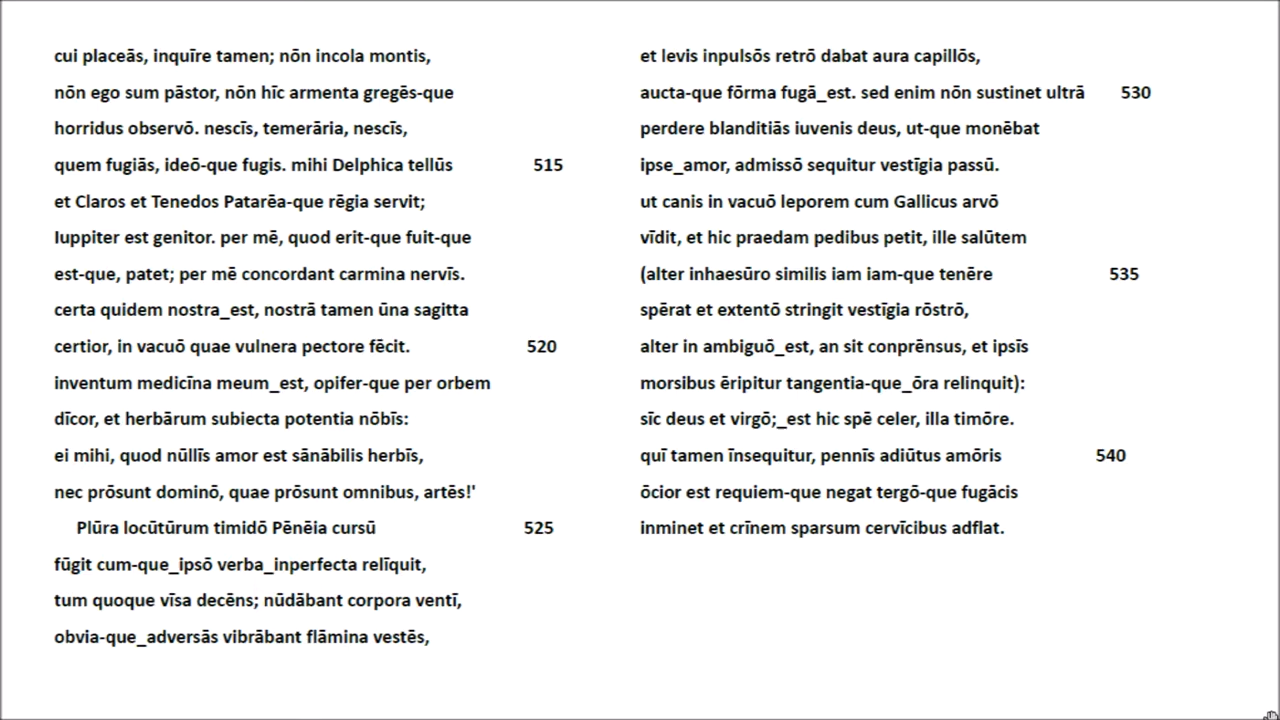 cui placeās, inquīre tamen; nōn incola montis,
nōn ego sum pāstor, nōn hīc armenta gregēs-que
horridus observō. nescīs, temerāria, nescīs,
quem fugiās, ideō-que fugis. mihi Delphica tellūs 515
et Claros et Tenedos Patarēa-que rēgia servit;
Iuppiter est genitor. per mē, quod erit-que fuit-que
est-que, patet; per mē concordant carmina nervīs.
certa quidem nostra_est, nostrā tamen ūna sagitta
certior, in vacuō quae vulnera pectore fēcit. 520
inventum medicīna meum_est, opifer-que per orbem
dīcor, et herbārum subiecta potentia nōbīs:
ei mihi, quod nūllīs amor est sānābilis herbīs,
nec prōsunt dominō, quae prōsunt omnibus, artēs!'
Plūra locūtūrum timidō Pēnēia cursū 525
fūgit cum-que_ipsō verba_inperfecta relīquit,
tum quoque vīsa decēns; nūdābant corpora ventī,
obvia-que_adversās vibrābant flāmina vestēs,
et levis inpulsōs retrō dabat aura capillōs,
aucta-que fōrma fugā_est. sed enim nōn sustinet ultrā 530
perdere blanditiās iuvenis deus, ut-que monēbat
ipse_amor, admissō sequitur vestīgia passū.
ut canis in vacuō leporem cum Gallicus arvō
vīdit, et hic praedam pedibus petit, ille salūtem
(alter inhaesūro similis iam iam-que tenēre 535
spērat et extentō stringit vestīgia rōstrō,
alter in ambiguō_est, an sit conprēnsus, et ipsīs
morsibus ēripitur tangentia-que_ōra relinquit):
sīc deus et virgō;_est hic spē celer, illa timōre.
quī tamen īnsequitur, pennīs adiūtus amōris 540
ōcior est requiem-que negat tergō-que fugācis
inminet et crīnem sparsum cervīcibus adflat.